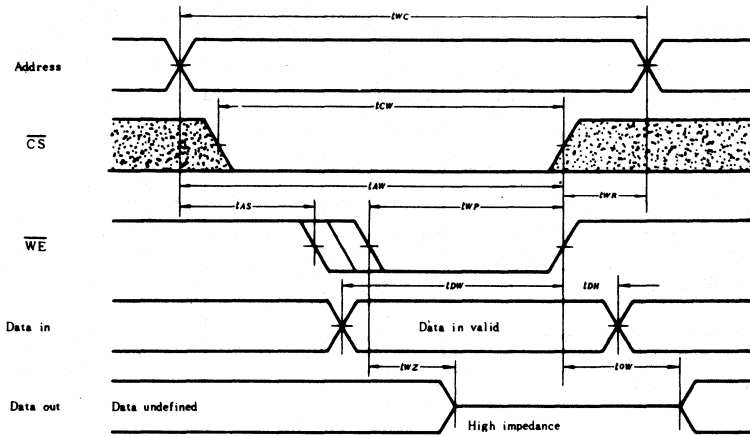 tWC
Address
tCW
CS
tAW
tWR
tAS
tWP
WE
tDW
tDH
Data in
Data in valid
tWZ
tOW
Data out
Data undefined
High impedance